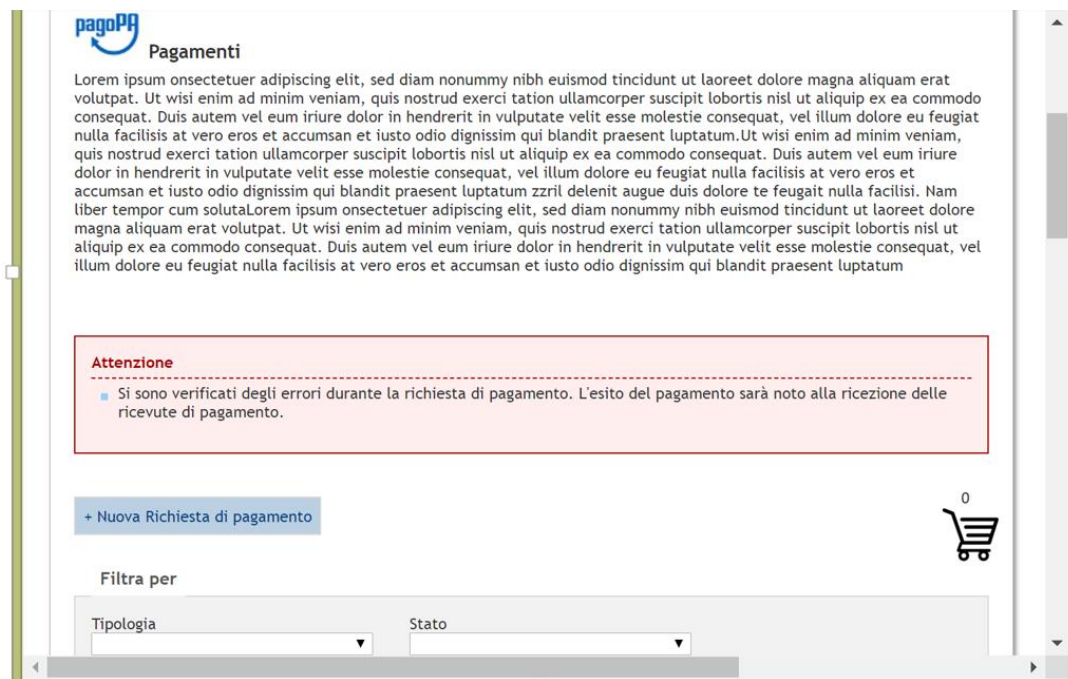 pagoPA
Pagamenti
Lorem ipsum onsectetuer adipiscing elit, sed diam nonummy nibh euismod tincidunt ut laoreet dolore magna aliquam erat
volutpat. Ut wisi enim ad minim veniam, quis nostrud exerci tation ullamcorper suscipit lobortis nisl ut aliquip ex ea commodo
consequat. Duis autem vel eum iriure dolor in hendrerit in vulputate velit esse molestie consequat, vel illum dolore eu feugiat
nulla facilisis at vero eros et accumsan et iusto odio dignissim qui blandit praesent luptatum.Ut wisi enim ad minim veniam,
quis nostrud exerci tation ullamcorper suscipit lobortis nisl ut aliquip ex ea commodo consequat. Duis autem vel eum iriure
dolor in hendrerit in vulputate velit esse molestie consequat, vel illum dolore eu feugiat nulla facilisis at vero eros et
accumsan et iusto odio dignissim qui blandit praesent luptatum zzril delenit augue duis dolore te feugait nulla facilisi. Nam
liber tempor cum solutaLorem ipsum onsectetuer adipiscing elit, sed diam nonummy nibh euismod tincidunt ut laoreet dolore
magna aliquam erat volutpat. Ut wisi enim ad minim veniam, quis nostrud exerci tation ullamcorper suscipit lobortis nisl ut
aliquip ex ea commodo consequat. Duis autem vel eum iriure dolor in hendrerit in vulputate velit esse molestie consequat, vel
illum dolore eu feugiat nulla facilisis at vero eros et accumsan et iusto odio dignissim qui blandit praesent luptatum
Attenzione
Si sono verificati degli errori durante la richiesta di pagamento. L'esito del pagamento sarà noto alla ricezione delle
ricevute di pagamento.
+ Nuova Richiesta di pagamento
0
Filtra per
Tipologia
Stato